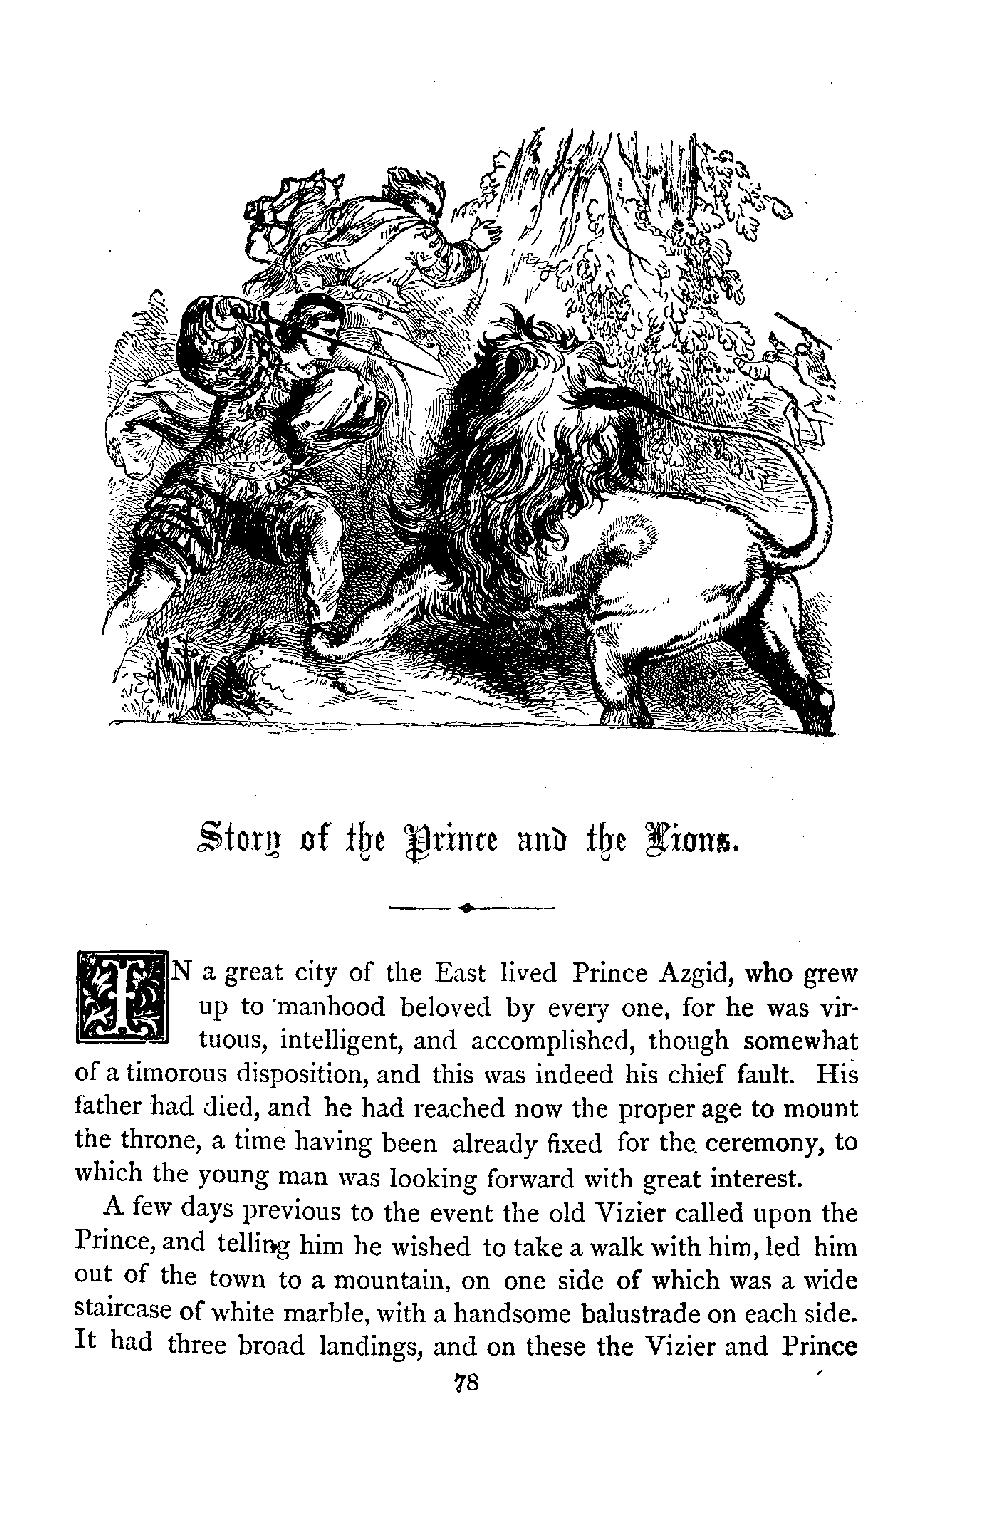 Story of the Prince and the Lions.
IN a great city of the East lived Prince Azgid, who grew
up to manhood beloved by every one, for he was vir-
tuous, intelligent, and accomplished, though somewhat
of a timorous disposition, and this was indeed his chief fault. His
father had died, and he had reached now the proper age to mount
the throne, a time having been already fixed for the ceremony, to
which the young man was looking forward with great interest.
A few days previous to the event the old Vizier called upon the
Prince, and telling him he wished to take a walk with him, led him
out of the town to a mountain, on one side of which was a wide
staircase of white marble, with a handsome balustrade on each side.
It had three broad landings, and on these the Vizier and Prince
78